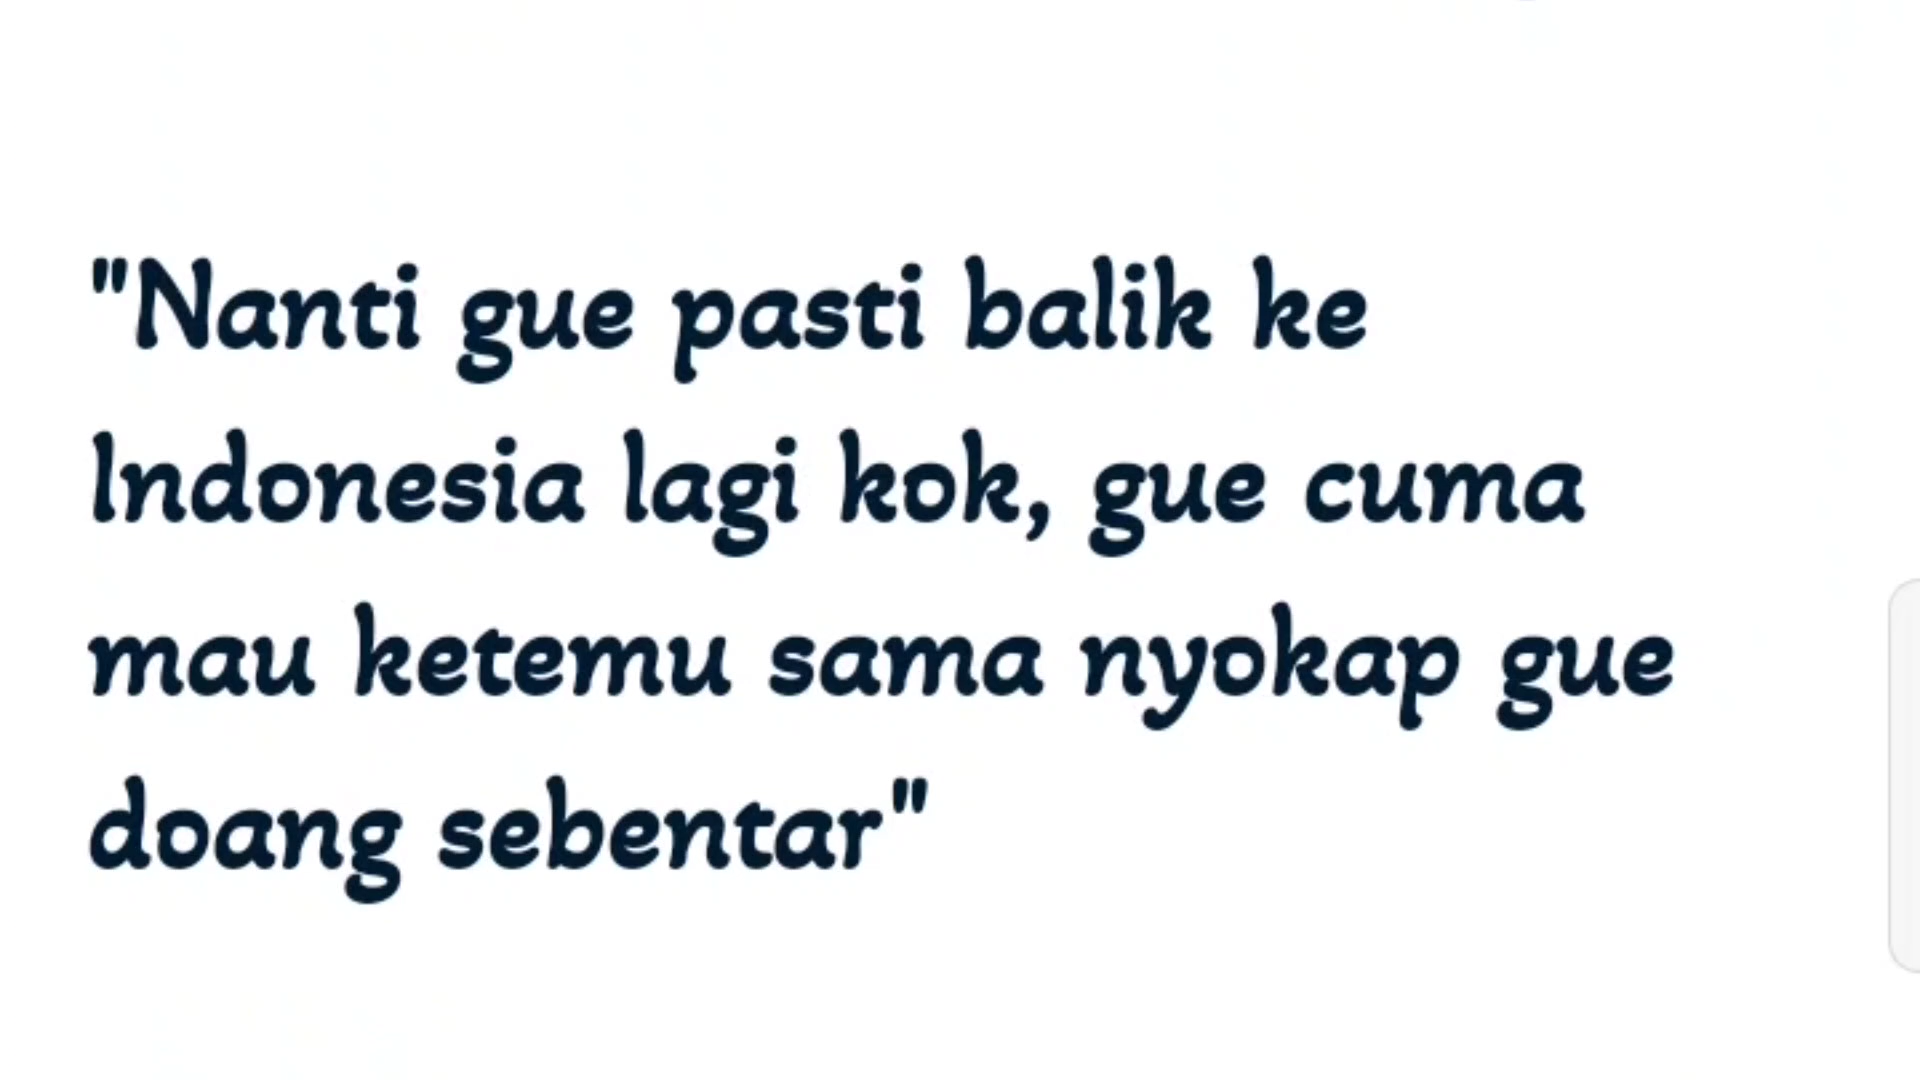 "Nanti gue pasti balik ke
Indonesia lagi kok, gue cuma
mau ketemu sama nyokap gue
doang sebentar"